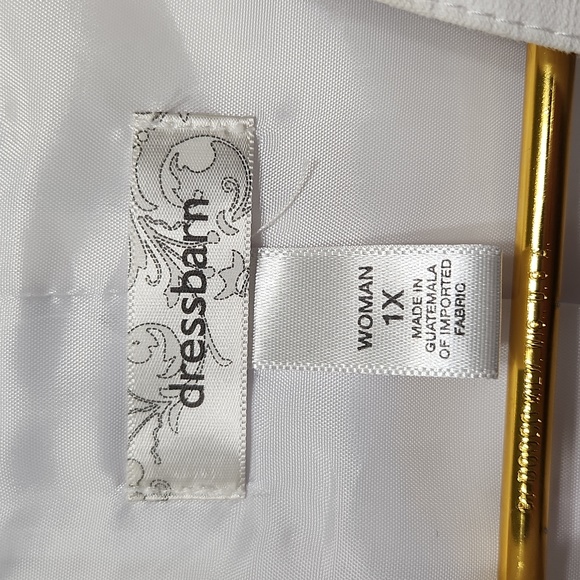 dressbarn
WOMAN
1X
MADE IN
GUATEMALA
OF IMPORTED
FABRIC